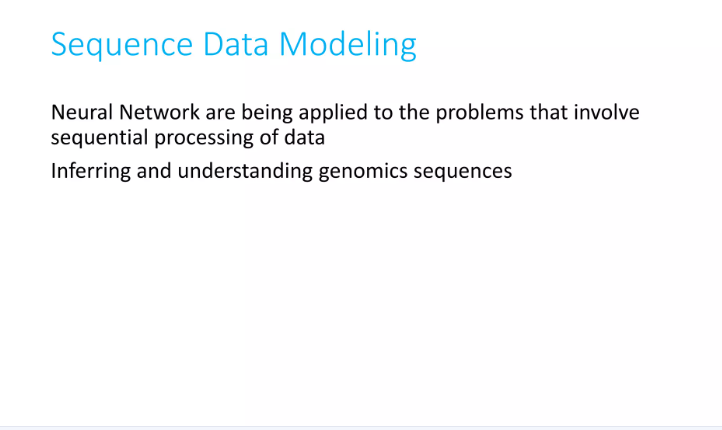 Sequence Data Modeling
Neural Network are being applied to the problems that involve
sequential processing of data
Inferring and understanding genomics sequences